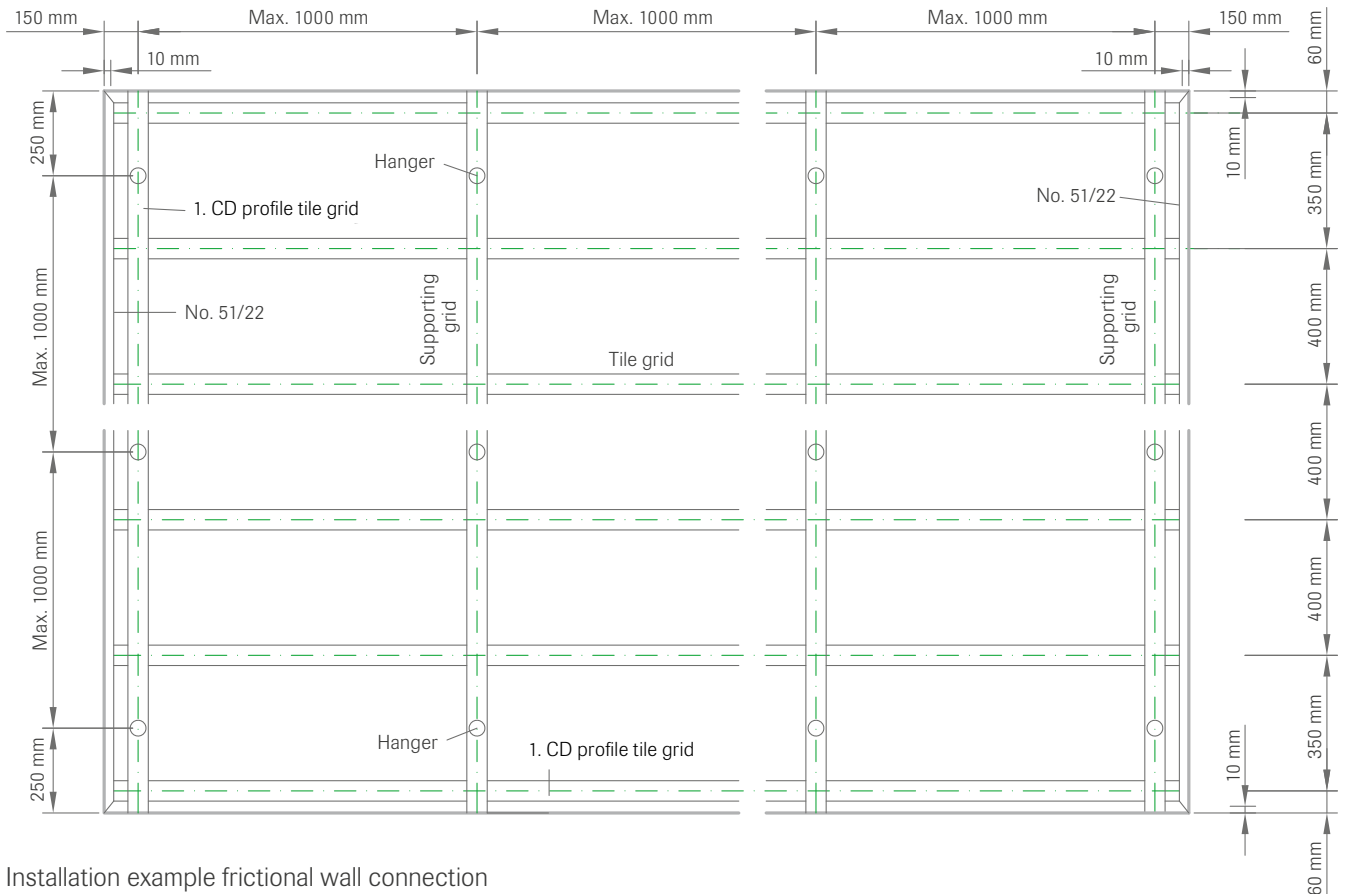 150 mm
Max. 1000 mm
Max. 1000 mm
Max. 1000 mm
150 mm
60 mm
10 mm
10 mm
250 mm
10 mm
Hanger
No. 51/22
350 mm
1. CD profile tile grid
Max. 1000 mm
No. 51/22
Supporting
grid
Supporting
grid
400 mm
Tile grid
400 mm
Max. 1000 mm
400 mm
Hanger
1. CD profile tile grid
350 mm
250 mm
10 mm
60 mm
Installation example frictional wall connection